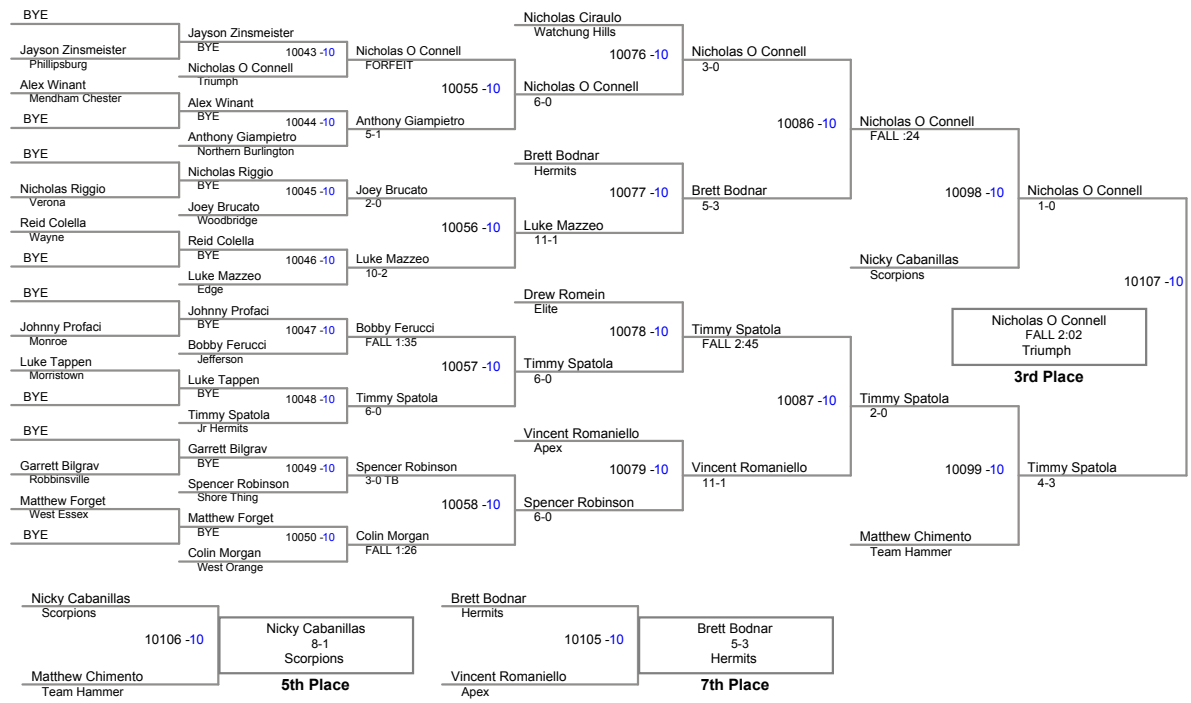 BYE
Jayson Zinsmeister
Phillipsburg
Alex Winant
Mendham Chester
BYE
BYE
Nicholas Riggio
Verona
Reid Colella
Wayne
BYE
BYE
Johnny Profaci
Monroe
Luke Tappen
Morristown
BYE
BYE
Garrett Bilgrav
Robbinsville
Matthew Forget
West Essex
BYE
Jayson Zinsmeister
BYE
10043 -10
Nicholas O Connell
Triumph
Alex Winant
BYE
10044 -10
Anthony Giampietro
Northern Burlington
Nicholas Riggio
BYE
10045 -10
Joey Brucato
Woodbridge
Reid Colella
BYE
10046 -10
Luke Mazzeo
Edge
Johnny Profaci
BYE
10047 -10
Bobby Ferucci
Jefferson
Luke Tappen
BYE
10048 -10
Timmy Spatola
Jr Hermits
Garrett Bilgrav
BYE
10049 -10
Spencer Robinson
Shore Thing
Matthew Forget
BYE
10050 -10
Colin Morgan
West Orange
Nicholas O Connell
FORFEIT
10055 -10
Anthony Giampietro
5-1
Joey Brucato
2-0
10056 -10
Luke Mazzeo
10-2
Bobby Ferucci
FALL 1:35
10057 -10
Timmy Spatola
6-0
Spencer Robinson
3-0 TB
10058 -10
Colin Morgan
FALL 1:26
Nicholas Ciraulo
Watchung Hills
10076 -10
Nicholas O Connell
6-0
Brett Bodnar
Hermits
10077 -10
Luke Mazzeo
11-1
Drew Romein
Elite
10078 -10
Timmy Spatola
6-0
Vincent Romaniello
Apex
10079 -10
Spencer Robinson
6-0
Nicholas O Connell
3-0
10086 -10
Brett Bodnar
5-3
Timmy Spatola
FALL 2:45
10087 -10
Vincent Romaniello
11-1
Nicholas O Connell
FALL :24
10098 -10
Nicky Cabanillas
Scorpions
Timmy Spatola
2-0
10099 -10
Matthew Chimento
Team Hammer
Nicholas O Connell
1-0
10107 -10
Timmy Spatola
4-3
Nicholas O Connell
FALL 2:02
Triumph
3rd Place
Nicky Cabanillas
Scorpions
10106 -10
Matthew Chimento
Team Hammer
Nicky Cabanillas
8-1
Scorpions
5th Place
Brett Bodnar
Hermits
10105 -10
Vincent Romaniello
Apex
Brett Bodnar
5-3
Hermits
7th Place